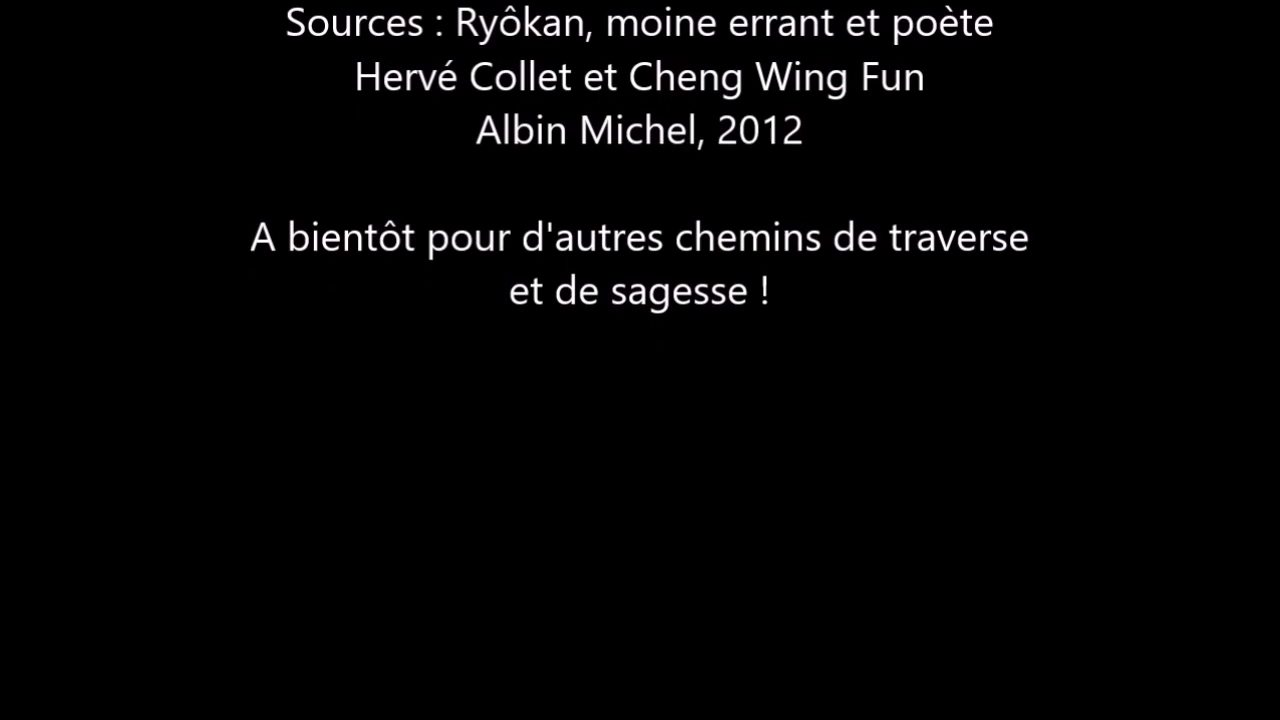 Sources : Ryôkan, moine errant et poète
Hervé Collet et Cheng Wing Fun
Albin Michel, 2012
A bientôt pour d'autres chemins de traverse
et de sagesse !